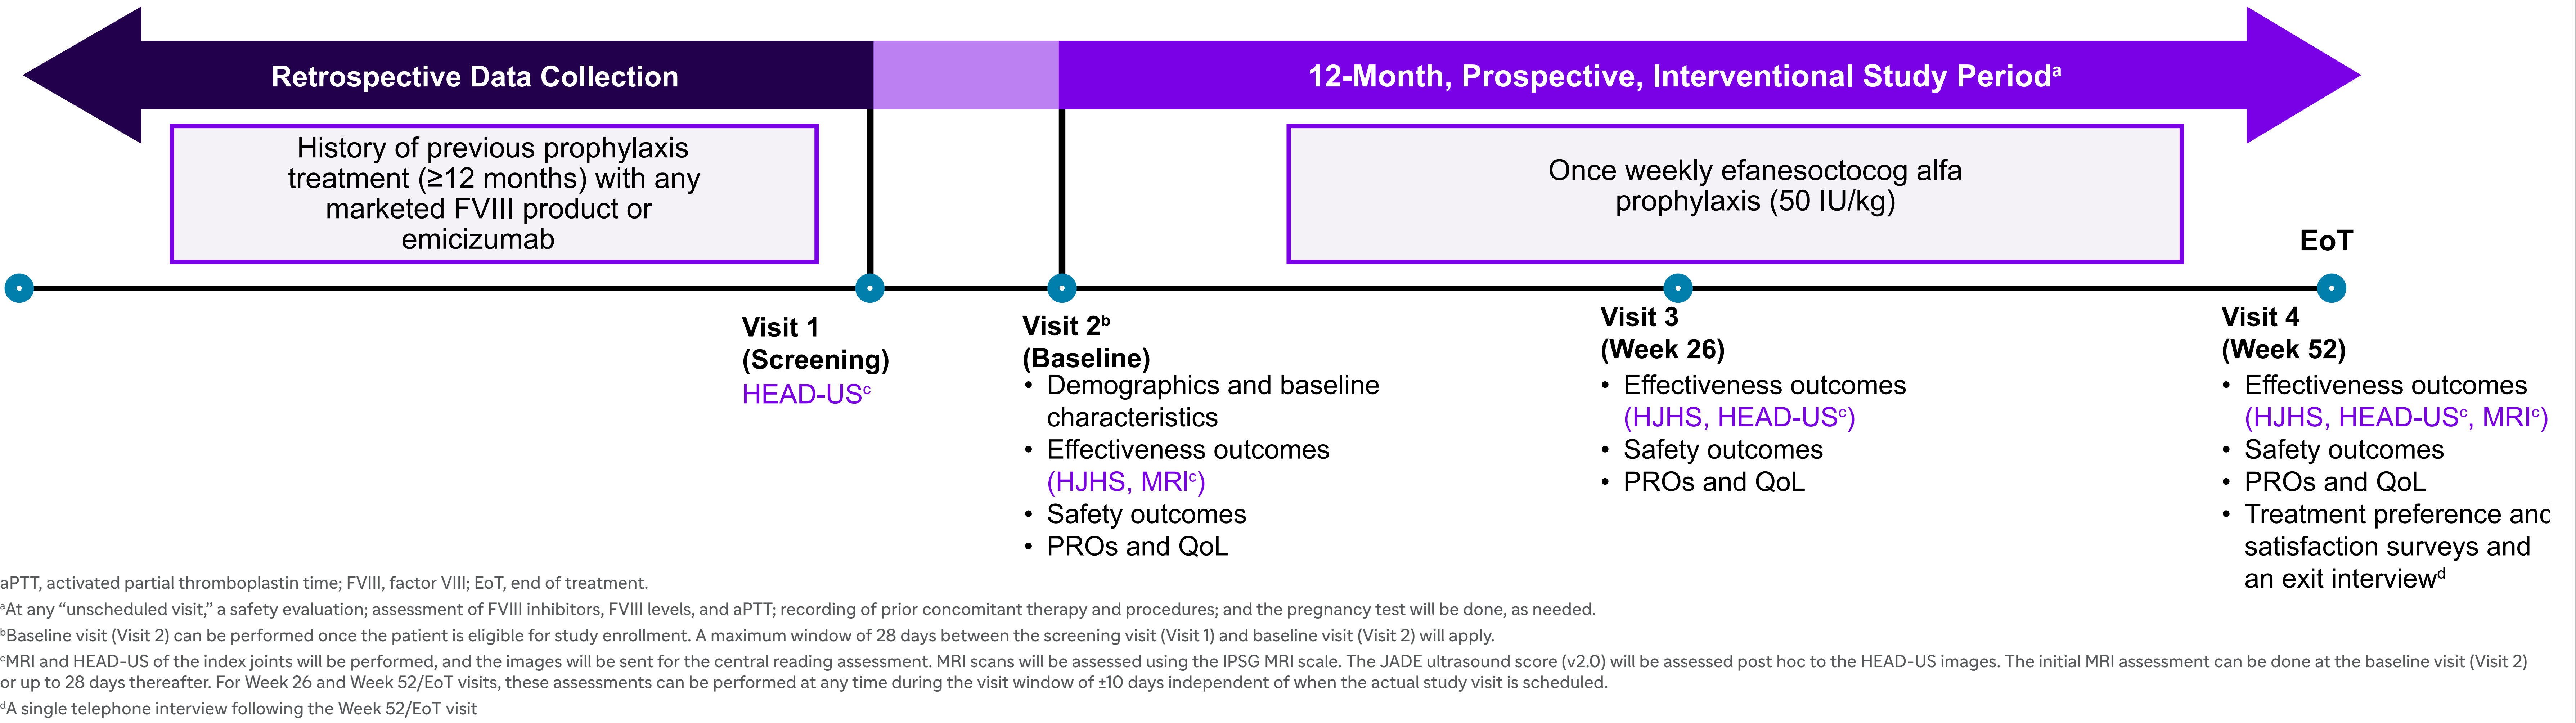 Retrospective Data Collection
12-Month, Prospective, Interventional Study Periodᵃ
History of previous prophylaxis
treatment (≥12 months) with any
marketed FVIII product or
emicizumab
Once weekly efanesoctocog alfa
prophylaxis (50 IU/kg)
EoT
Visit 1
(Screening)
HEAD-USᶜ
Visit 2ᵇ
(Baseline)
• Demographics and baseline
characteristics
• Effectiveness outcomes
(HJHS, MRIᶜ)
• Safety outcomes
• PROs and QoL
Visit 3
(Week 26)
• Effectiveness outcomes
(HJHS, HEAD-USᶜ)
• Safety outcomes
• PROs and QoL
Visit 4
(Week 52)
• Effectiveness outcomes
(HJHS, HEAD-USᶜ, MRIᶜ)
• Safety outcomes
• PROs and QoL
• Treatment preference and
satisfaction surveys and
an exit interviewᵈ
aPTT, activated partial thromboplastin time; FVIII, factor VIII; EoT, end of treatment.
ᵃAt any “unscheduled visit,” a safety evaluation; assessment of FVIII inhibitors, FVIII levels, and aPTT; recording of prior concomitant therapy and procedures; and the pregnancy test will be done, as needed.
ᵇBaseline visit (Visit 2) can be performed once the patient is eligible for study enrollment. A maximum window of 28 days between the screening visit (Visit 1) and baseline visit (Visit 2) will apply.
ᶜMRI and HEAD-US of the index joints will be performed, and the images will be sent for the central reading assessment. MRI scans will be assessed using the IPSG MRI scale. The JADE ultrasound score (v2.0) will be assessed post hoc to the HEAD-US images. The initial MRI assessment can be done at the baseline visit (Visit 2)
or up to 28 days thereafter. For Week 26 and Week 52/EoT visits, these assessments can be performed at any time during the visit window of ±10 days independent of when the actual study visit is scheduled.
ᵈA single telephone interview following the Week 52/EoT visit